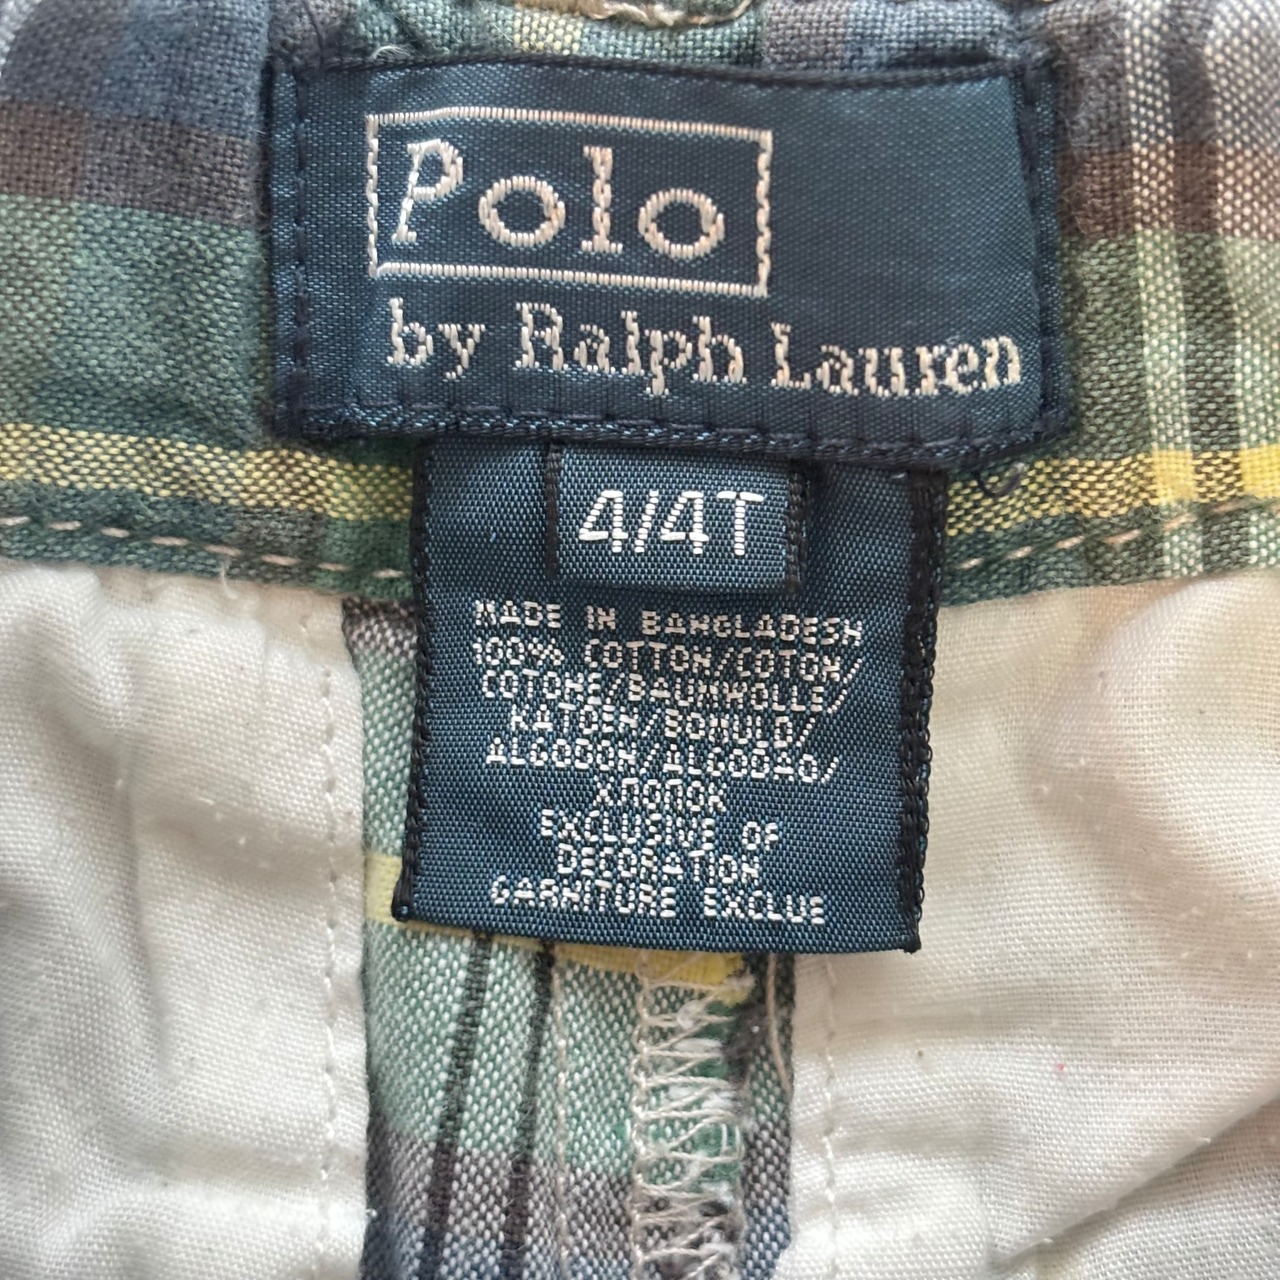 Polo
by Ralph Lauren
4/4T
MADE IN BANGLADESH
100% COTTON/COTON/
COTONE/BAUMWOLLE/
KATOEN/BOMULD/
ALGODON/ALGODÃO/
ХЛОПОК
EXCLUSIVE OF
DECORATION
GARNITURE EXCLUE